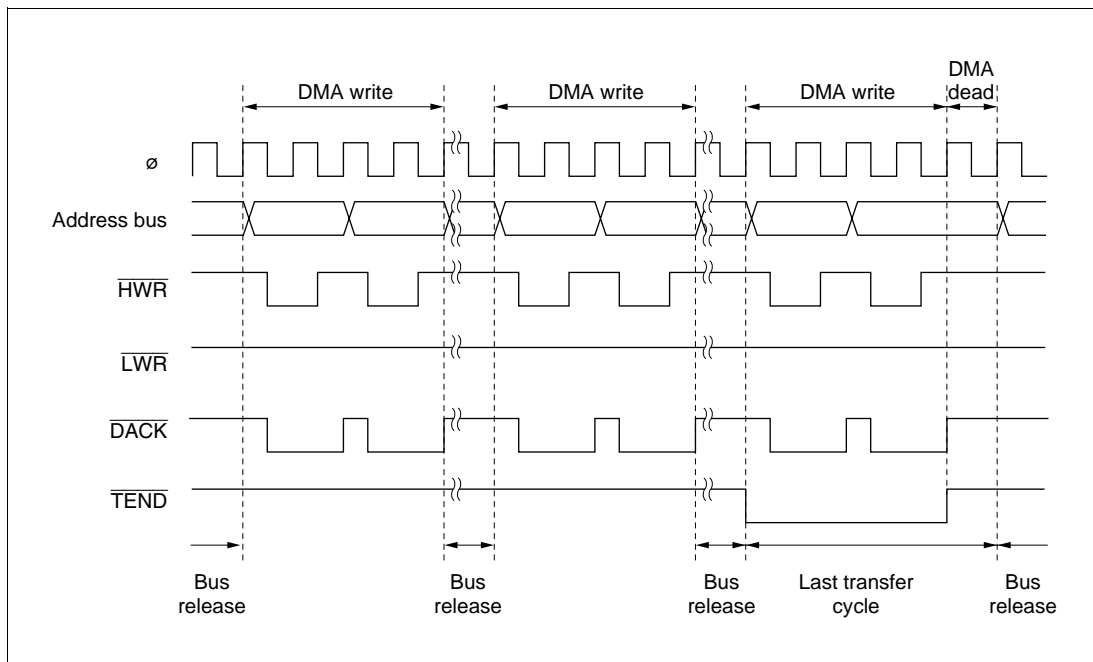 DMA
dead
DMA write DMA write DMA write
ø
Address bus
HWR
LWR
DACK
TEND
Bus release Bus release Bus release Last transfer cycle Bus release